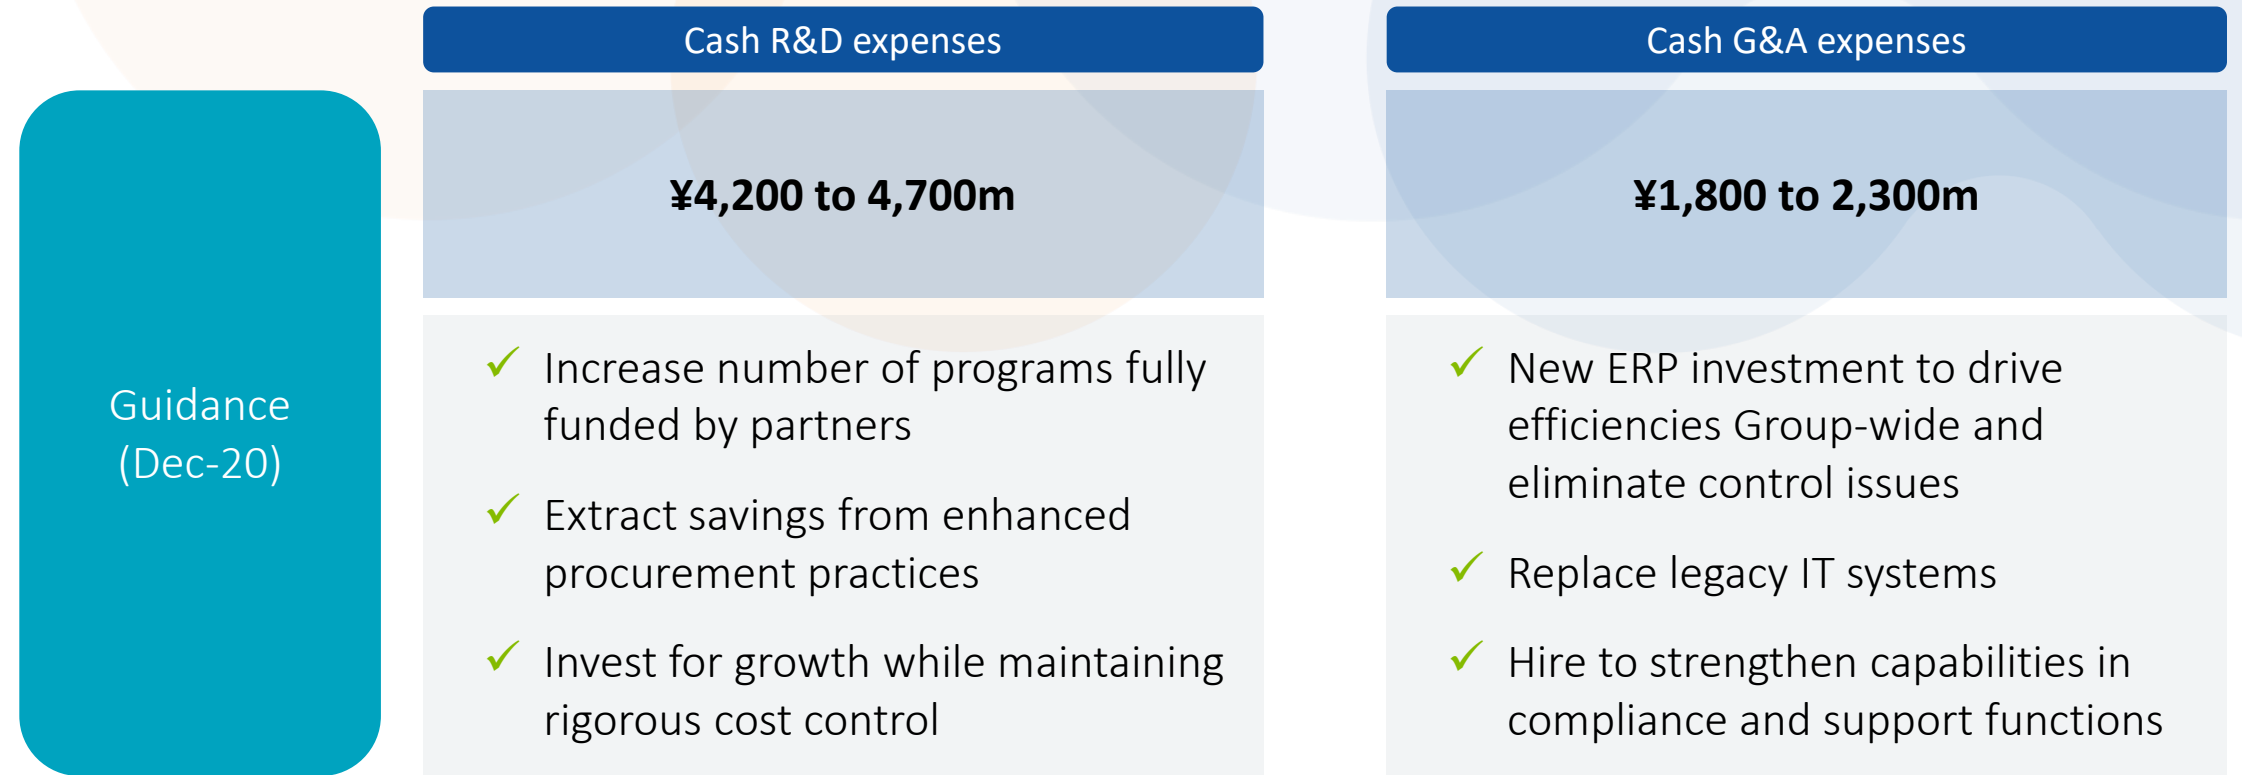 Cash R&D expenses
Cash G&A expenses
Guidance
(Dec-20)
¥4,200 to 4,700m
¥1,800 to 2,300m
✓ Increase number of programs fully
funded by partners
✓ Extract savings from enhanced
procurement practices
✓ Invest for growth while maintaining
rigorous cost control
✓ New ERP investment to drive
efficiencies Group-wide and
eliminate control issues
✓ Replace legacy IT systems
✓ Hire to strengthen capabilities in
compliance and support functions